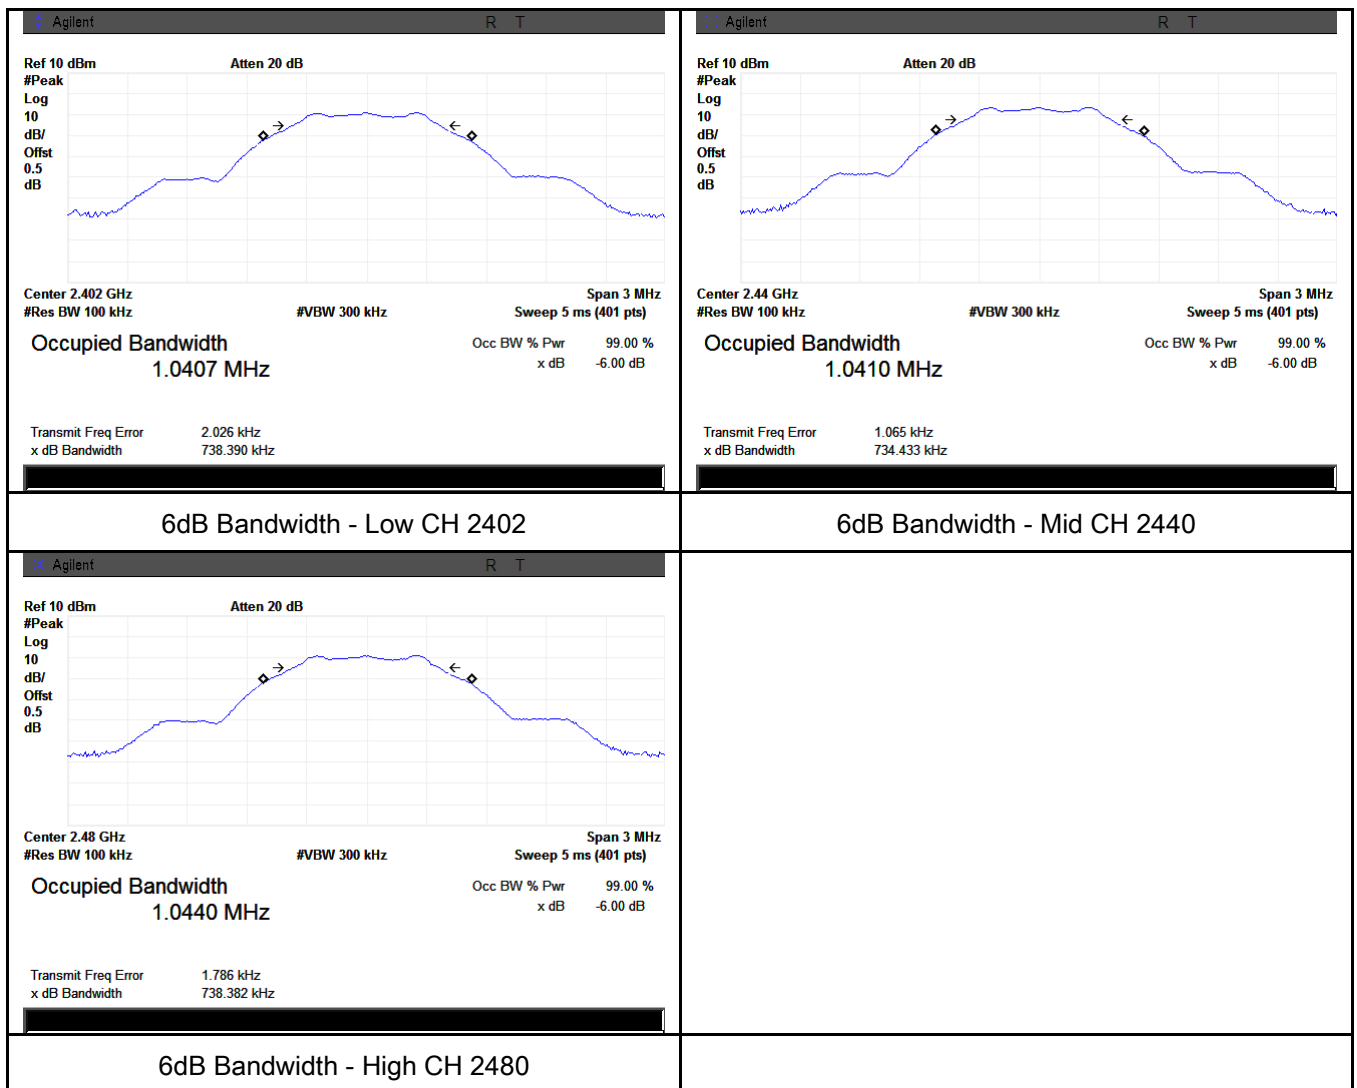 Agilent R T
Ref 10 dBm Atten 20 dB
#Peak
Log
10
dB/
Offst
0.5
dB
Center 2.402 GHz Span 3 MHz
#Res BW 100 kHz #VBW 300 kHz Sweep 5 ms (401 pts)
Occupied Bandwidth Occ BW % Pwr 99.00 %
1.0407 MHz x dB -6.00 dB
Transmit Freq Error 2.026 kHz
x dB Bandwidth 738.390 kHz
6dB Bandwidth - Low CH 2402
Agilent R T
Ref 10 dBm Atten 20 dB
#Peak
Log
10
dB/
Offst
0.5
dB
Center 2.44 GHz Span 3 MHz
#Res BW 100 kHz #VBW 300 kHz Sweep 5 ms (401 pts)
Occupied Bandwidth Occ BW % Pwr 99.00 %
1.0410 MHz x dB -6.00 dB
Transmit Freq Error 1.065 kHz
x dB Bandwidth 734.433 kHz
6dB Bandwidth - Mid CH 2440
Agilent R T
Ref 10 dBm Atten 20 dB
#Peak
Log
10
dB/
Offst
0.5
dB
Center 2.48 GHz Span 3 MHz
#Res BW 100 kHz #VBW 300 kHz Sweep 5 ms (401 pts)
Occupied Bandwidth Occ BW % Pwr 99.00 %
1.0440 MHz x dB -6.00 dB
Transmit Freq Error 1.786 kHz
x dB Bandwidth 738.382 kHz
6dB Bandwidth - High CH 2480